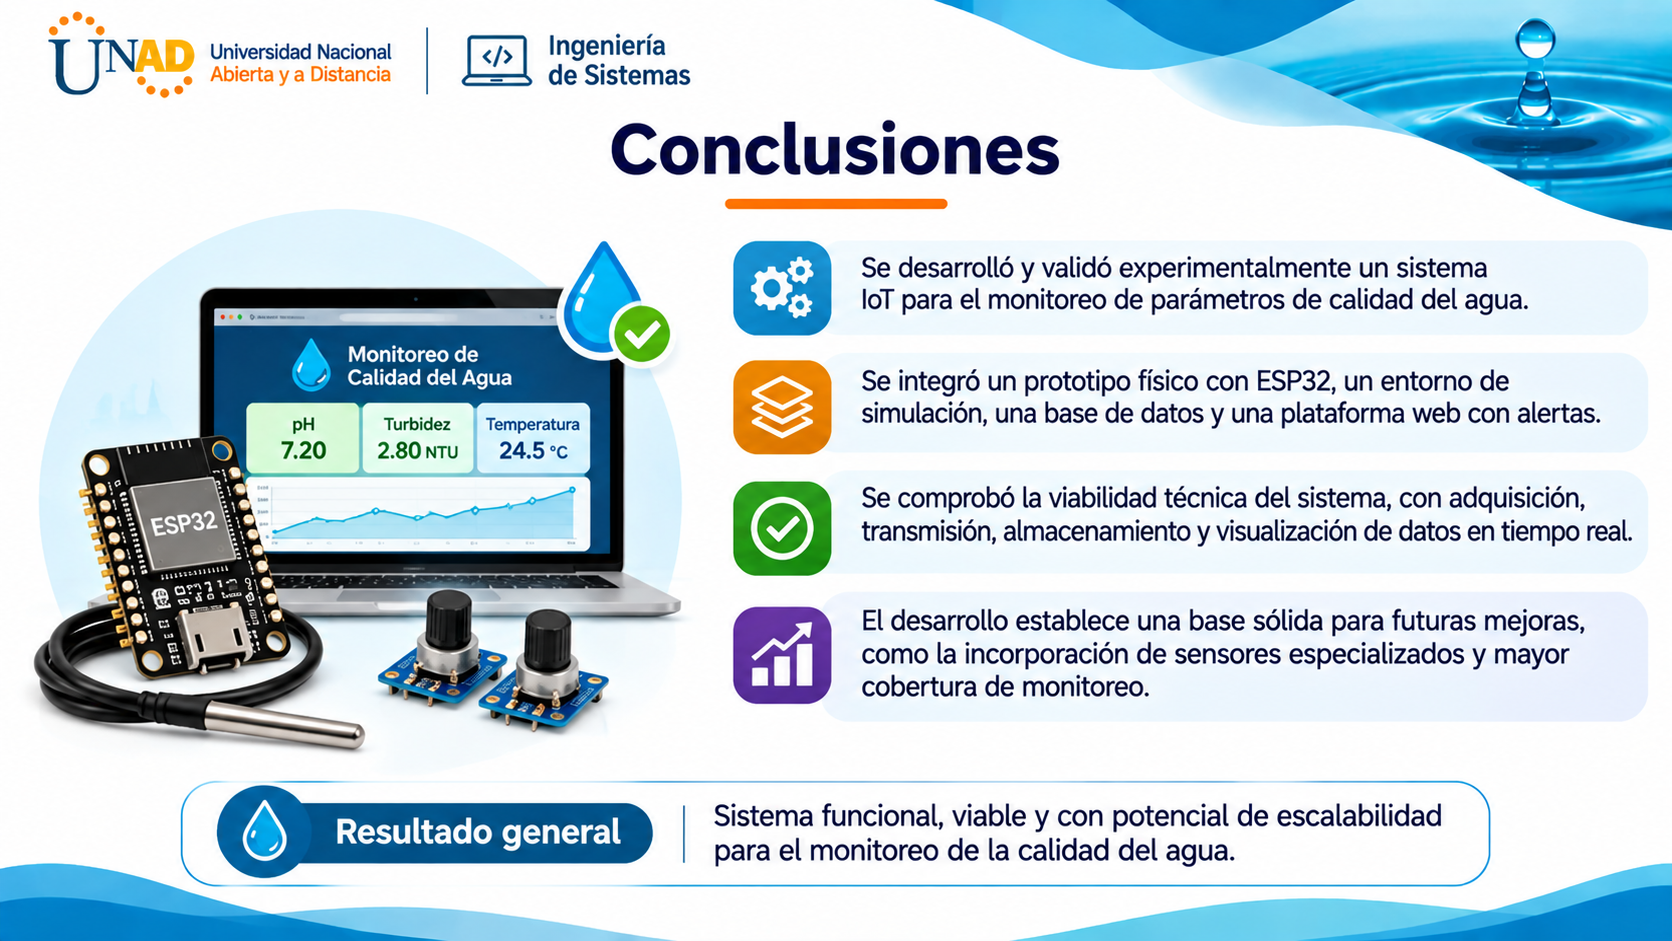 UNAD
Universidad Nacional
Abierta y a Distancia
</>
Ingeniería
de Sistemas
Conclusiones
Monitoreo de
Calidad del Agua
pH
7.20
Turbidez
2.80 NTU
Temperatura
24.5 °C
ESP32
Se desarrolló y validó experimentalmente un sistema
IoT para el monitoreo de parámetros de calidad del agua.
Se integró un prototipo físico con ESP32, un entorno de
simulación, una base de datos y una plataforma web con alertas.
Se comprobó la viabilidad técnica del sistema, con adquisición,
transmisión, almacenamiento y visualización de datos en tiempo real.
El desarrollo establece una base sólida para futuras mejoras,
como la incorporación de sensores especializados y mayor
cobertura de monitoreo.
Resultado general
Sistema funcional, viable y con potencial de escalabilidad
para el monitoreo de la calidad del agua.